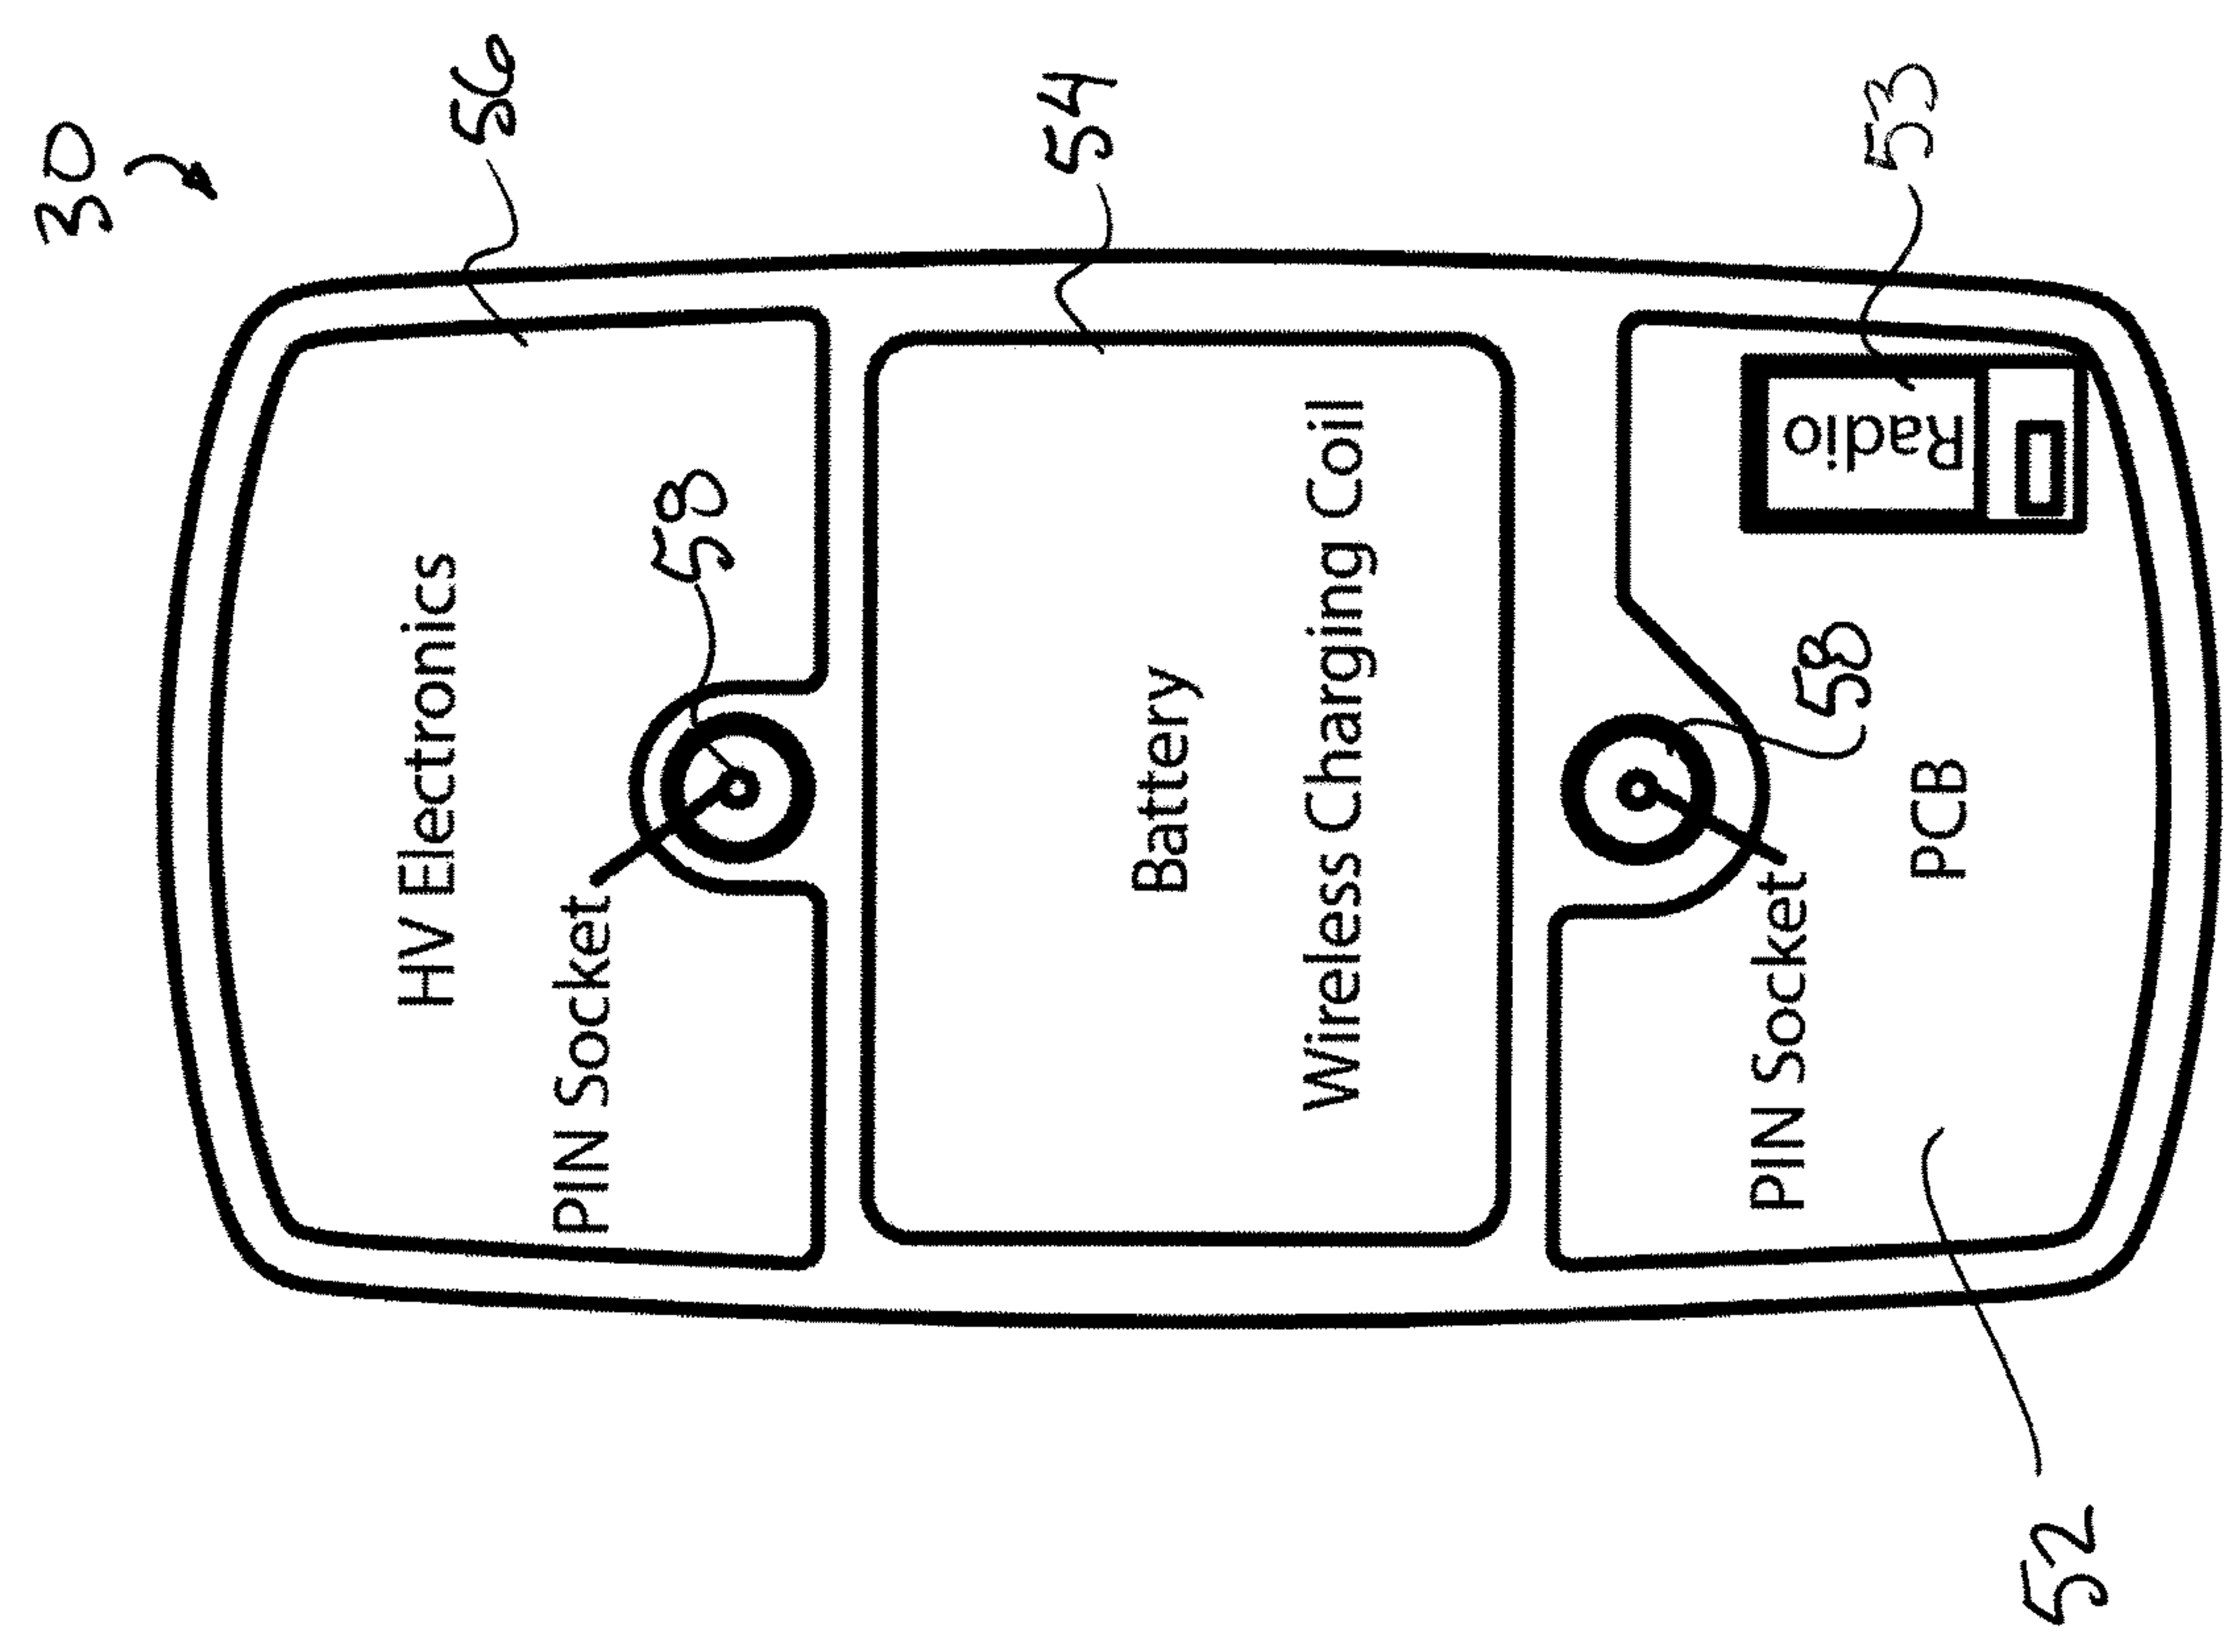 30
56
HV Electronics
PIN Socket
58
54
Battery
Wireless Charging Coil
53
Radio
58
PIN Socket
PCB
52